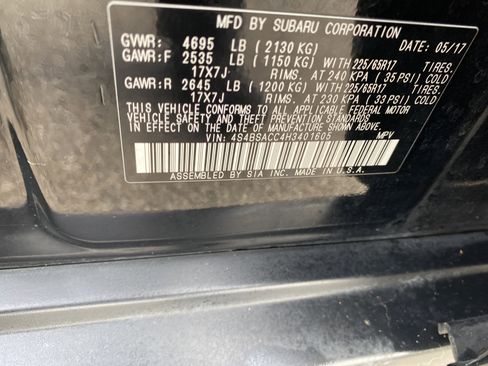 MFD BY SUBARU CORPORATION
GVWR: 4695 LB (2130 KG) DATE: 05/17
GAWR:F 2535 LB (1150 KG) WITH 225/65R17 TIRES,
17X7J RIMS, AT 240 KPA (35 PSI) COLD
GAWR:R 2645 LB (1200 KG) WITH 225/65R17 TIRES,
17X7J RIMS, AT 230 KPA (33 PSI) COLD
THIS VEHICLE CONFORMS TO ALL APPLICABLE FEDERAL MOTOR
VEHICLE SAFETY AND THEFT PREVENTION STANDARDS IN EFFECT
ON THE DATE OF MANUFACTURE SHOWN ABOVE.
VIN: 4S4BSACC4H3401605 MPV
ASSEMBLED BY SIA INC. MADE IN U.S.A.